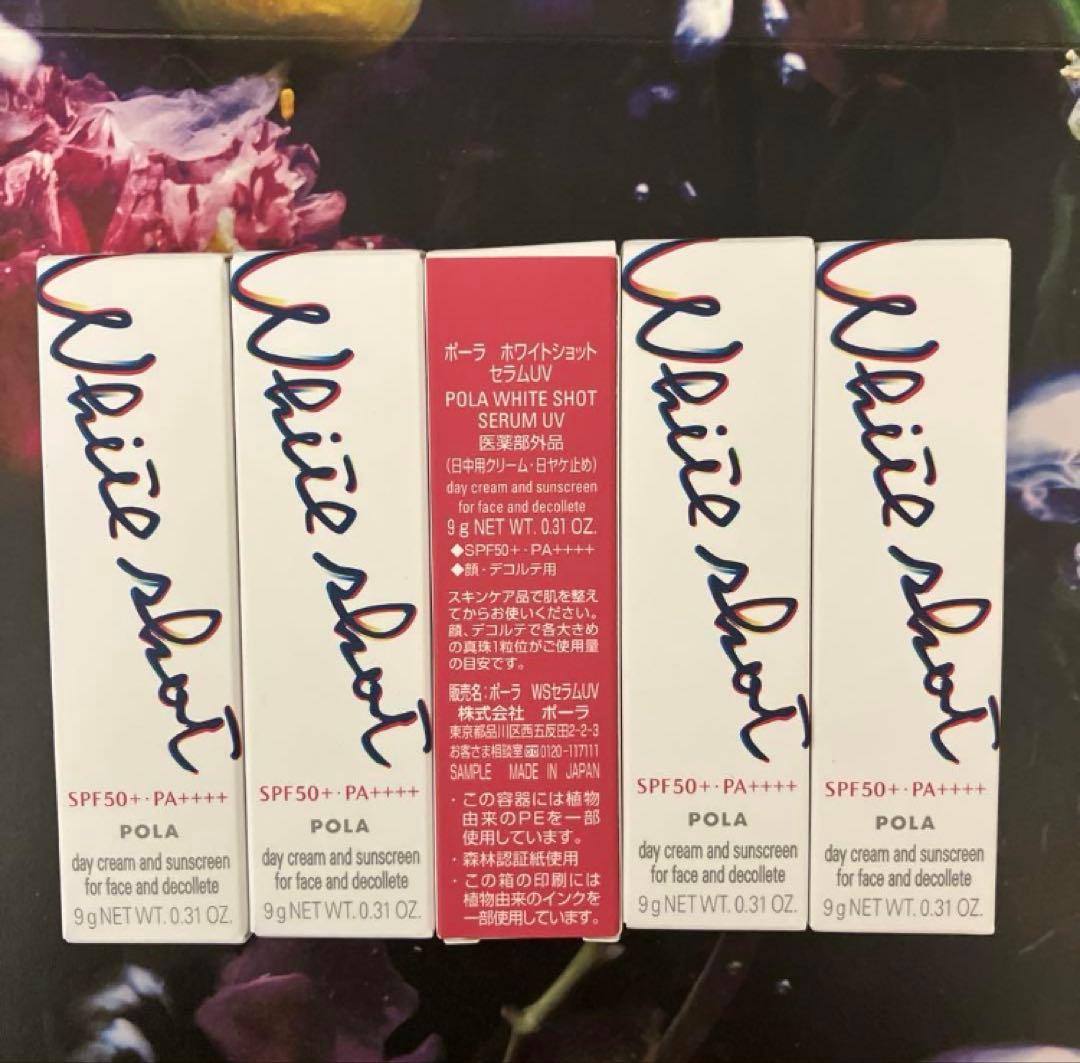 White shot
SPF50+・PA++++
POLA
day cream and sunscreen
for face and decollete
9g NET WT. 0.31 OZ.
White shot
SPF50+・PA++++
POLA
day cream and sunscreen
for face and decollete
9g NET WT. 0.31 OZ.
ポーラ ホワイトショット
セラムUV
POLA WHITE SHOT
SERUM UV
医薬部外品
(日中用クリーム・日ヤケ止め)
day cream and sunscreen
for face and decollete
9g NET WT. 0.31 OZ.
◆SPF50+・PA++++
◆顔・デコルテ用
スキンケア品で肌を整え
てからお使いください。
顔、デコルテで各大きめ
の真珠1粒位がご使用量
の目安です。
販売名:ポーラ WSセラムUV
株式会社 ポーラ
東京都品川区西五反田2-2-3
お客さま相談室 0120-117111
SAMPLE MADE IN JAPAN
・この容器には植物
由来のPEを一部
使用しています。
・森林認証紙使用
・この箱の印刷には
植物由来のインクを
一部使用しています。
White shot
SPF50+・PA++++
POLA
day cream and sunscreen
for face and decollete
9g NET WT. 0.31 OZ.
White shot
SPF50+・PA++++
POLA
day cream and sunscreen
for face and decollete
9g NET WT. 0.31 OZ.